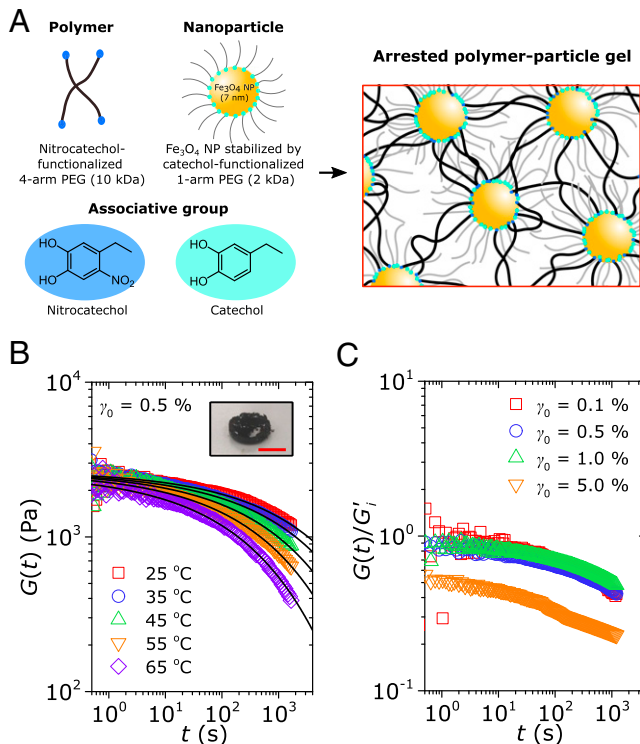 A
Polymer
Nanoparticle
Arrested polymer-particle gel
Fe3O4 NP
(7 nm)
Nitrocatechol-
functionalized
4-arm PEG (10 kDa)
Fe3O4 NP stabilized by
catechol-functionalized
1-arm PEG (2 kDa)
Associative group
HO
HO
NO2
Nitrocatechol
HO
HO
Catechol
B
γ0 = 0.5 %
10^4
10^3
10^2
G(t) (Pa)
25 °C
35 °C
45 °C
55 °C
65 °C
10^0 10^1 10^2 10^3
t (s)
C
γ0 = 0.1 %
γ0 = 0.5 %
γ0 = 1.0 %
γ0 = 5.0 %
10^1
10^0
10^-1
G(t)/G'i
10^0 10^1 10^2 10^3
t (s)